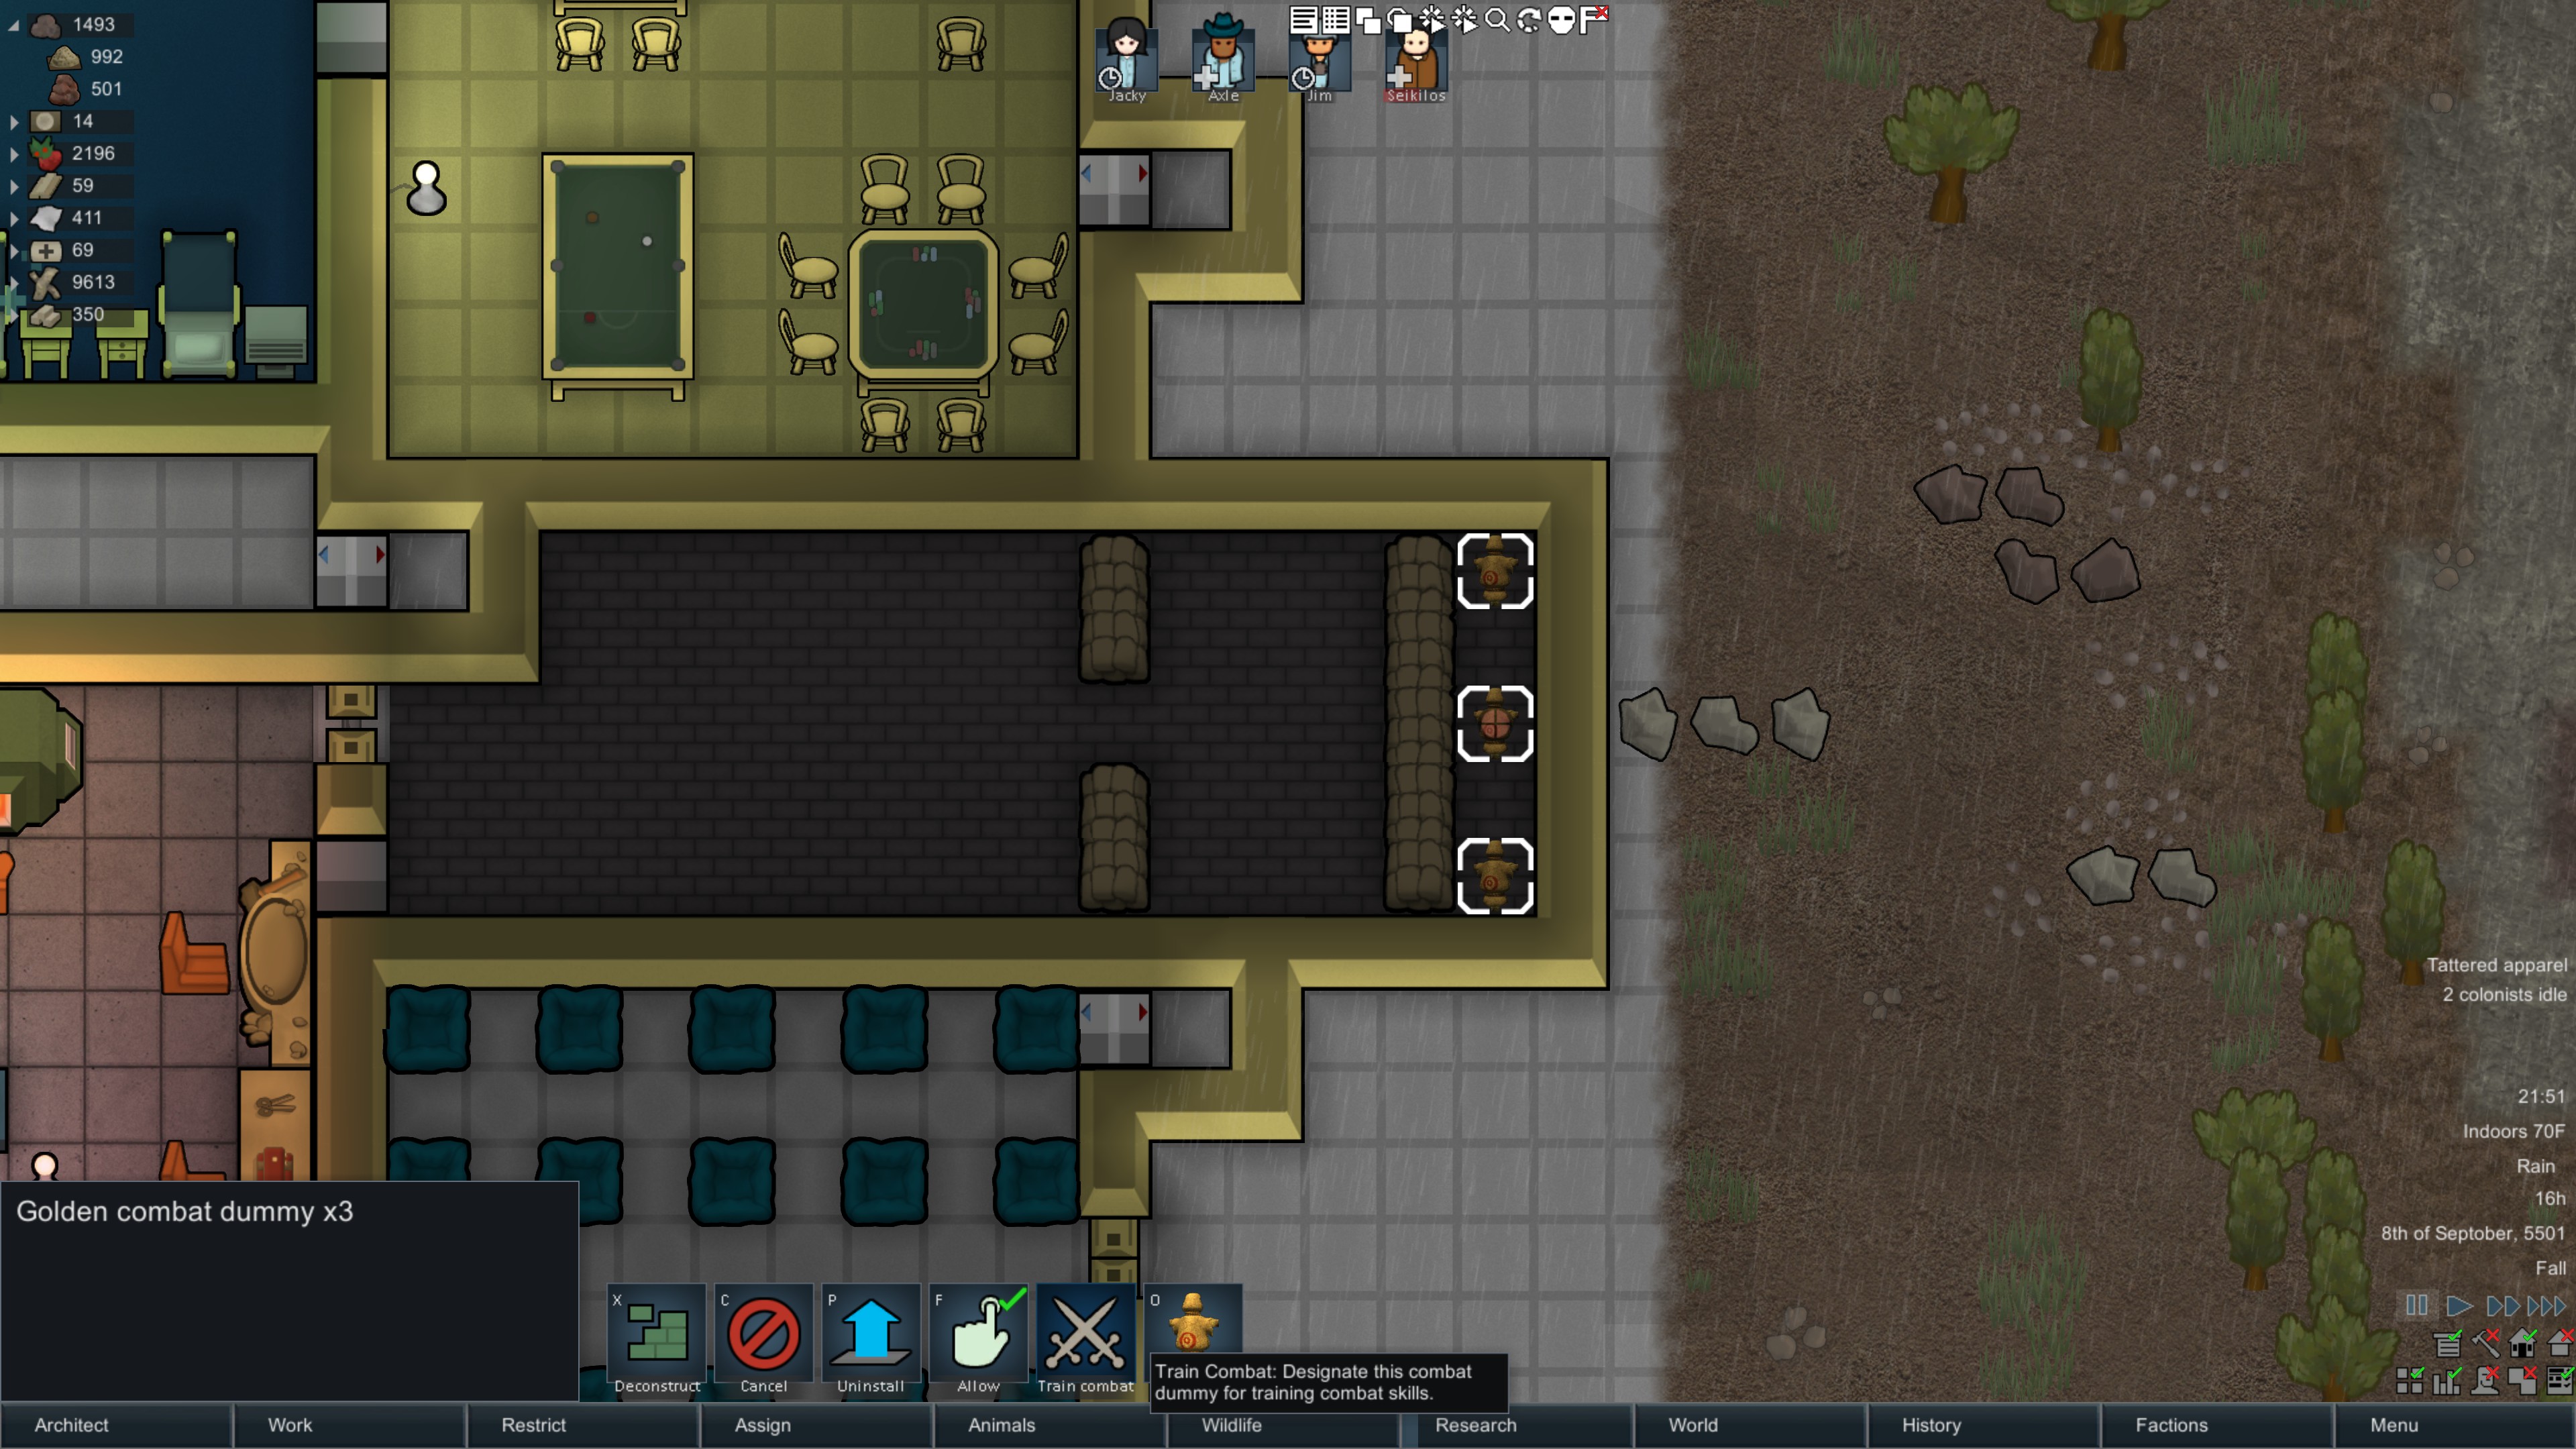 1493
992
501
14
2196
59
411
69
9613
350
Jacky
Axle
Jim
Seikilos
Tattered apparel
2 colonists idle
21:51
Indoors 70F
Rain
16h
8th of Septober, 5501
Fall
Golden combat dummy x3
X
C
P
F
O
Deconstruct
Cancel
Uninstall
Allow
Train combat
Train Combat: Designate this combat
dummy for training combat skills.
Architect
Work
Restrict
Assign
Animals
Wildlife
Research
World
History
Factions
Menu